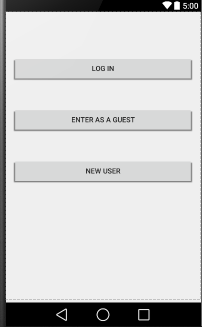 5:00
LOG IN
ENTER AS A GUEST
NEW USER